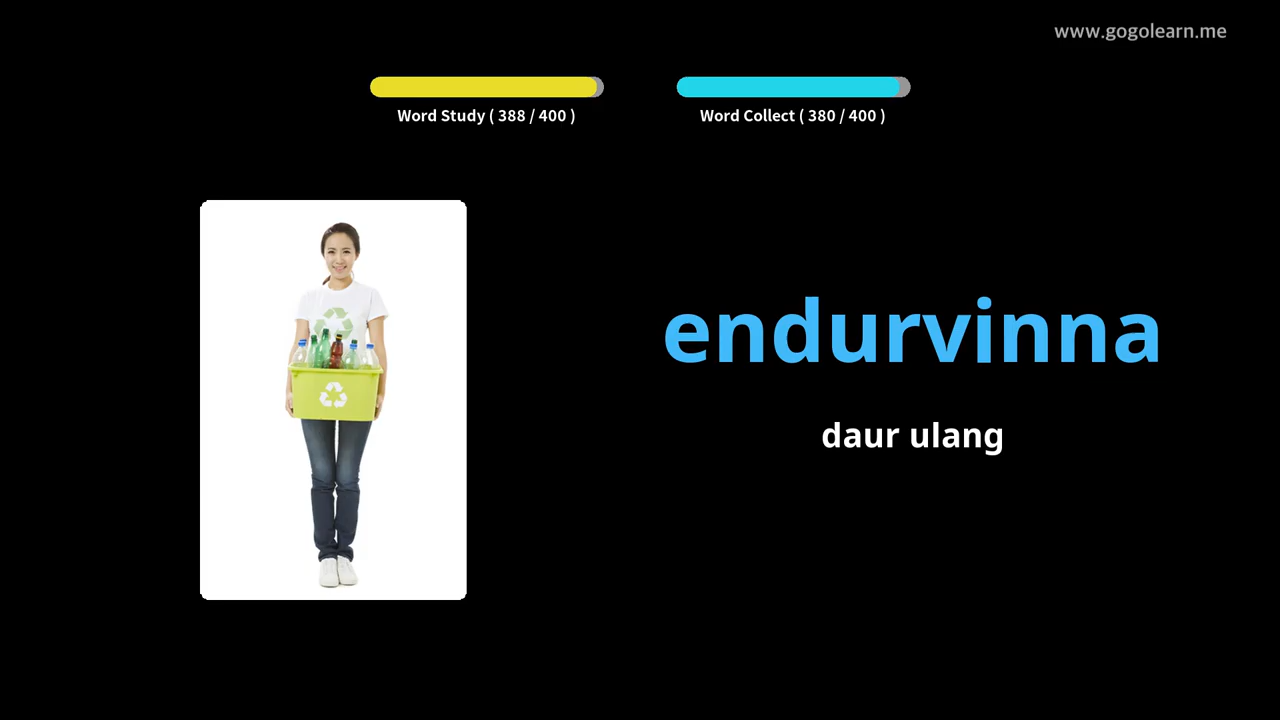 www.gogolearn.me
Word Study ( 388 / 400 )
Word Collect ( 380 / 400 )
endurvinna
daur ulang